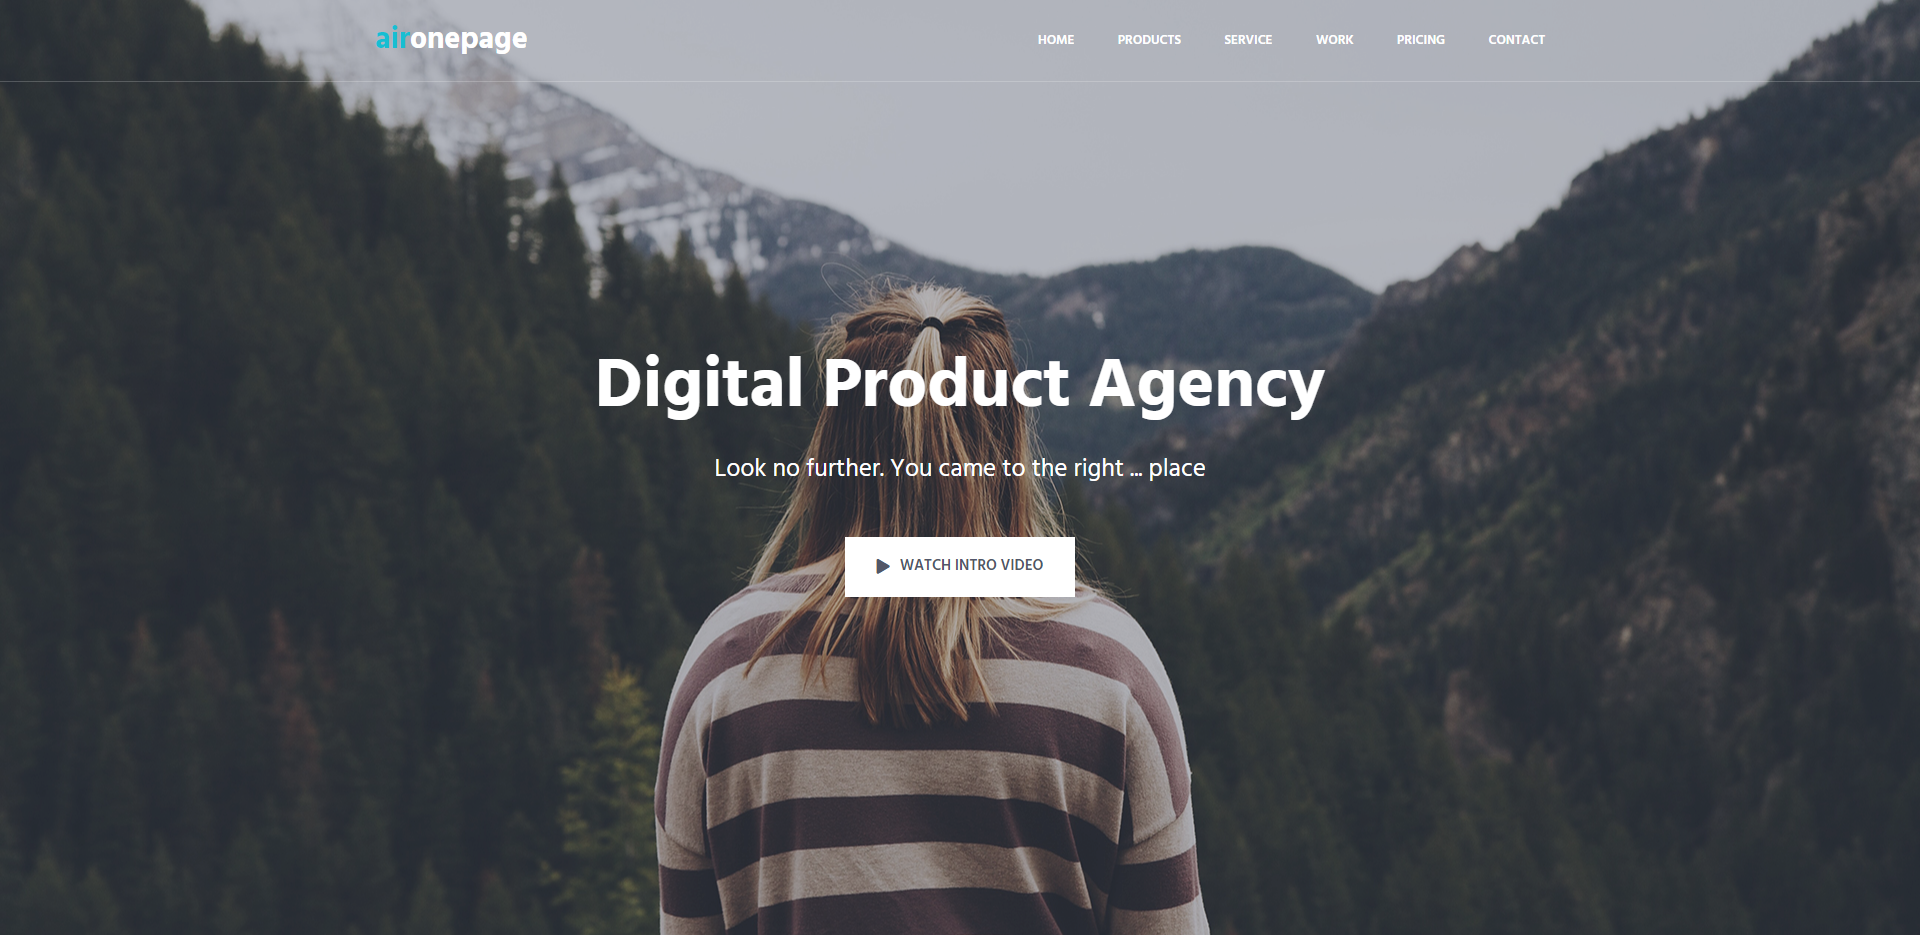 aironepage
HOME PRODUCTS SERVICE WORK PRICING CONTACT
Digital Product Agency
Look no further. You came to the right ... place
WATCH INTRO VIDEO